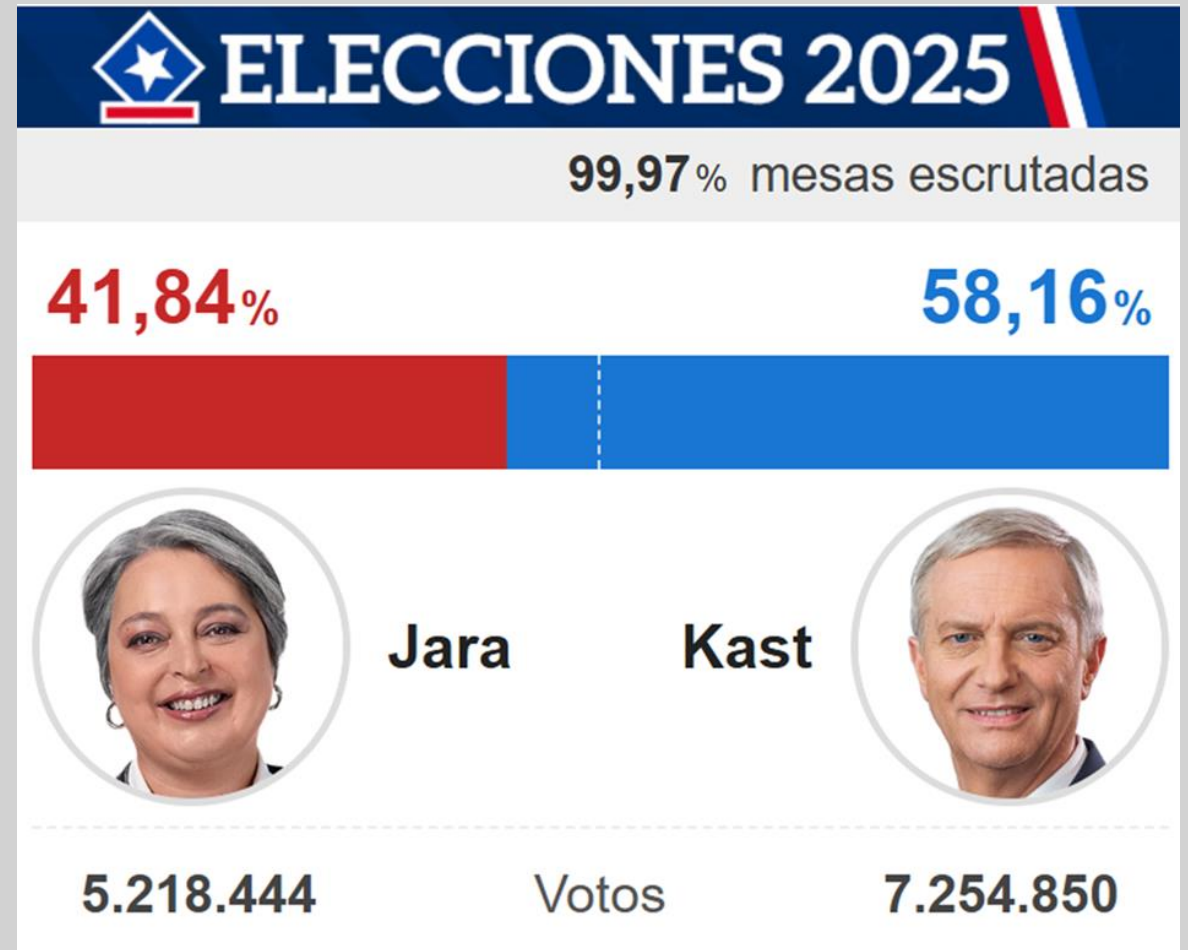 ELECCIONES 2025
99,97% mesas escrutadas
41,84% 58,16%
Jara Kast
5.218.444 Votos 7.254.850